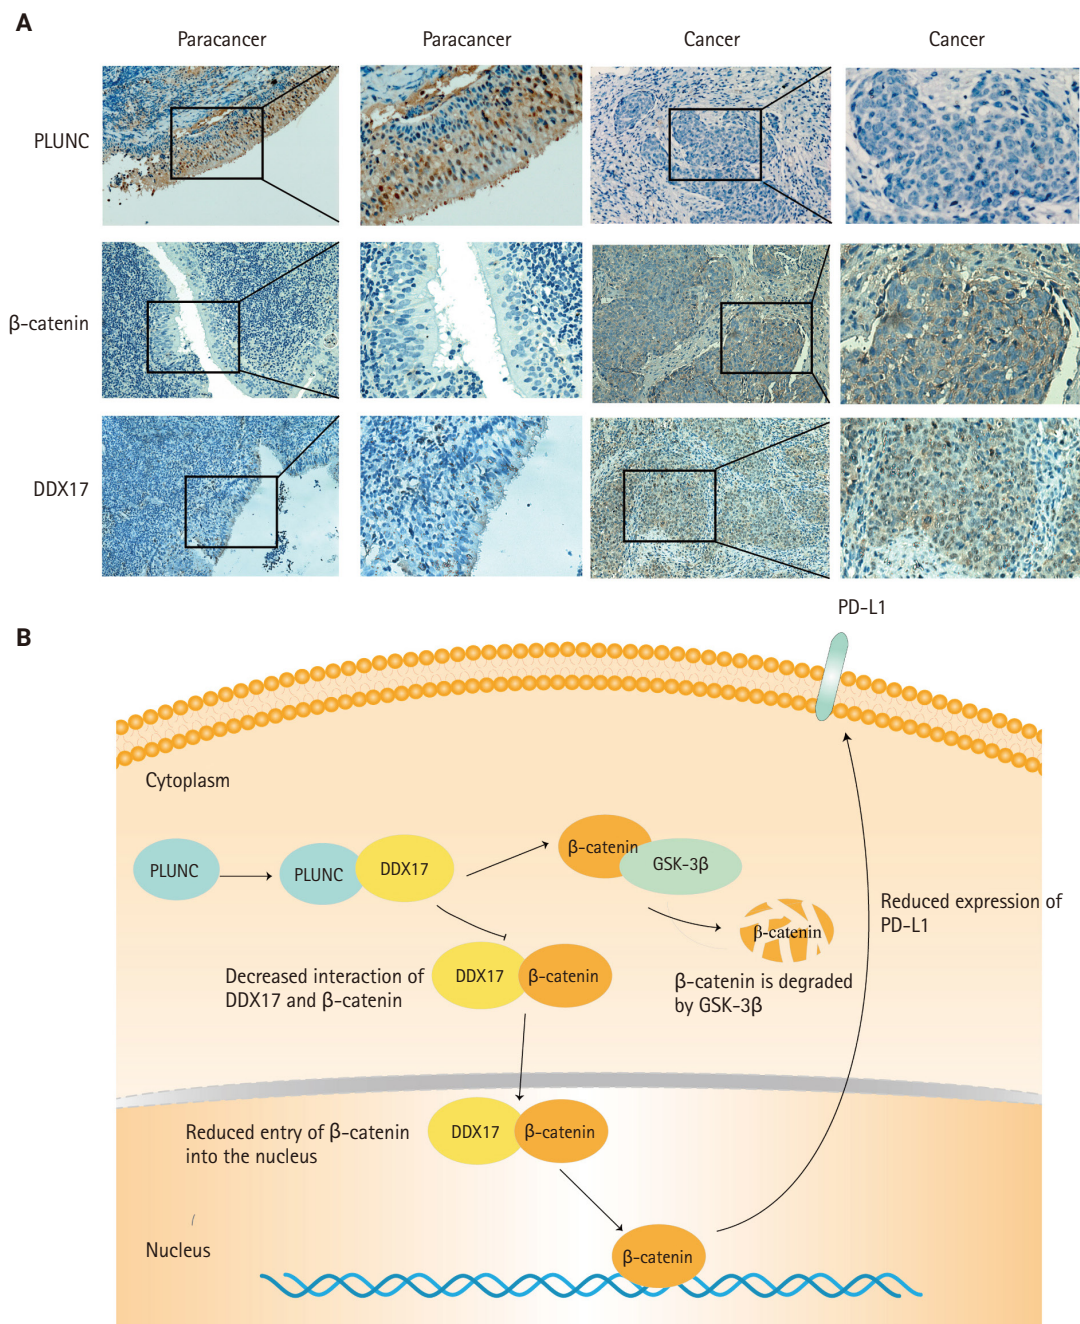 A
Paracancer
Paracancer
Cancer
Cancer
PLUNC
β-catenin
DDX17
B
PD-L1
Cytoplasm
PLUNC
PLUNC
DDX17
β-catenin
GSK-3β
β-catenin
Reduced expression of
PD-L1
Decreased interaction of
DDX17 and β-catenin
DDX17
β-catenin
β-catenin is degraded
by GSK-3β
Reduced entry of β-catenin
into the nucleus
DDX17
β-catenin
Nucleus
β-catenin